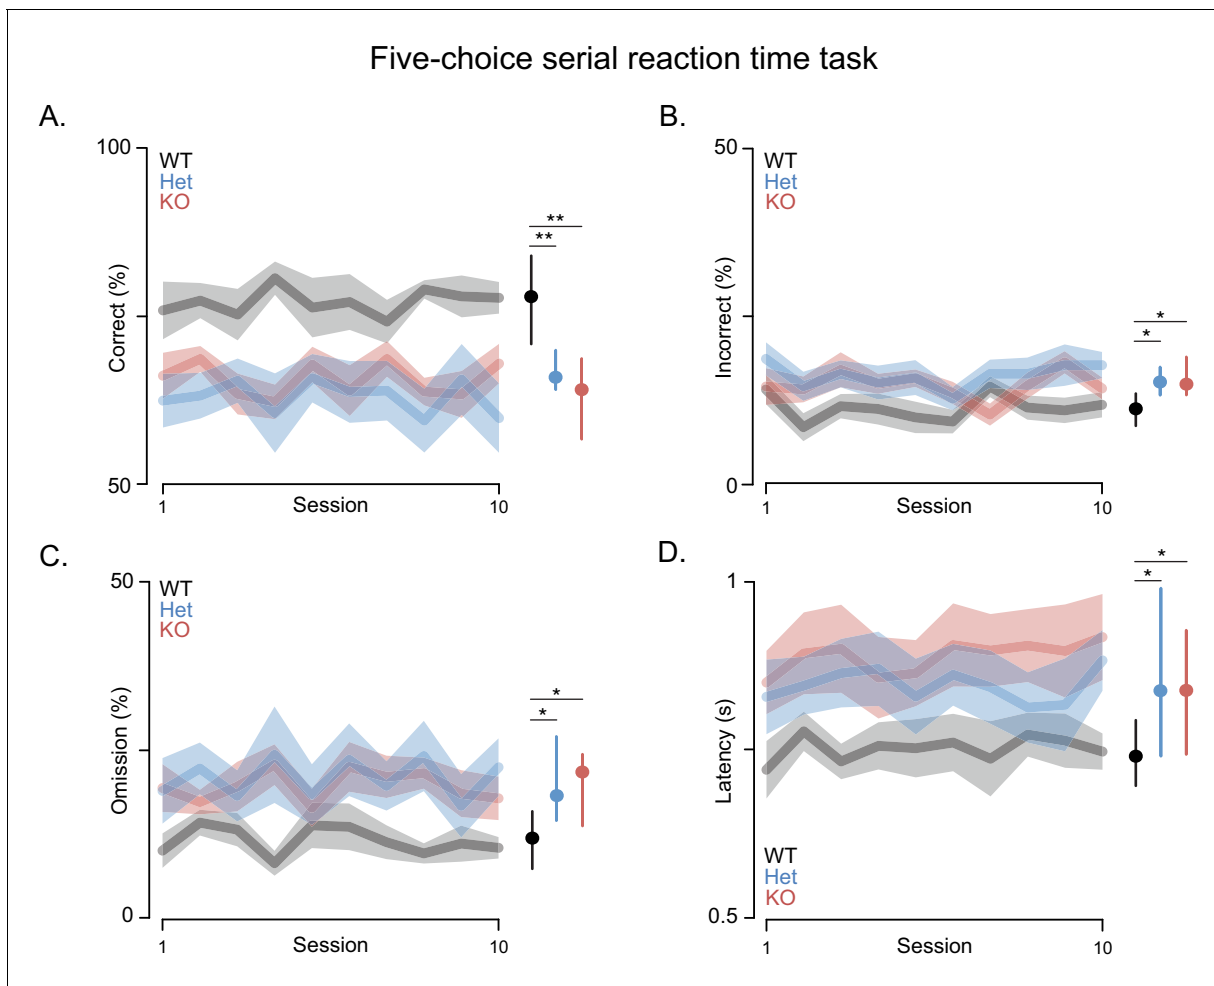 Five-choice serial reaction time task
A.
100
WT
Het
KO
**
**
Correct (%)
50
1
Session
10
B.
50
WT
Het
KO
*
*
Incorrect (%)
0
1
Session
10
C.
50
WT
Het
KO
*
*
Omission (%)
0
1
Session
10
D.
1
*
*
Latency (s)
WT
Het
KO
0.5
1
Session
10